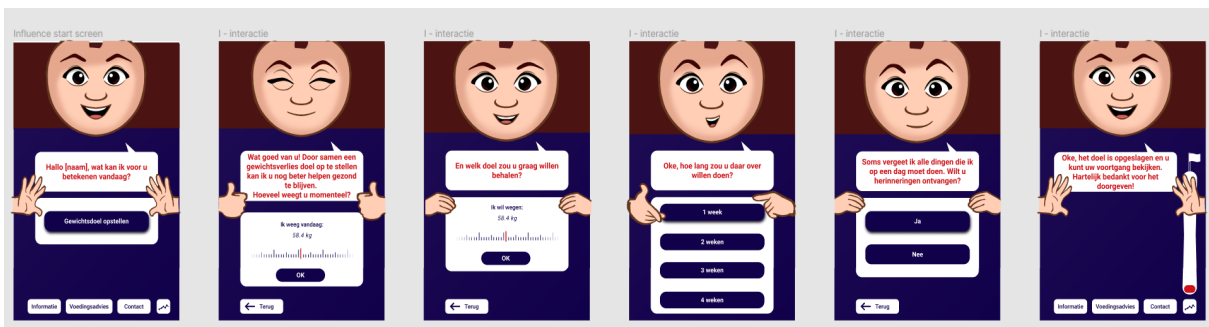 Influence start screen
Hallo [naam], wat kan ik voor u
betekenen vandaag?
Gewichtsdoel opstellen
Informatie
Voedingsadvies
Contact
I - interactie
Wat goed van u! Door samen een
gewichtsverlies doel op te stellen
kan ik u nog beter helpen gezond
te blijven.
Hoeveel weegt u momenteel?
Ik weeg vandaag:
58.4 kg
OK
Terug
I - interactie
En welk doel zou u graag willen
behalen?
Ik wil wegen:
58.4 kg
OK
Terug
I - interactie
Oke, hoe lang zou u daar over
willen doen?
1 week
2 weken
3 weken
4 weken
I - interactie
Soms vergeet ik alle dingen die ik
op een dag moet doen. Wilt u
herinneringen ontvangen?
Ja
Nee
Terug
I - interactie
Oke, het doel is opgeslagen en u
kunt uw voortgang bekijken.
Hartelijk bedankt voor het
doorgeven!
Informatie
Voedingsadvies
Contact